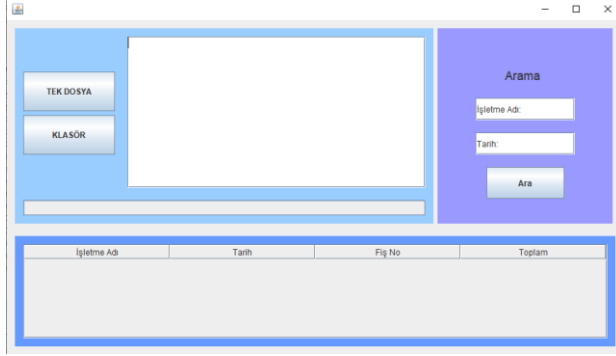 TEK DOSYA
KLASÖR
Arama
İşletme Adı:
Tarih:
Ara
İşletme Adı Tarih Fiş No Toplam